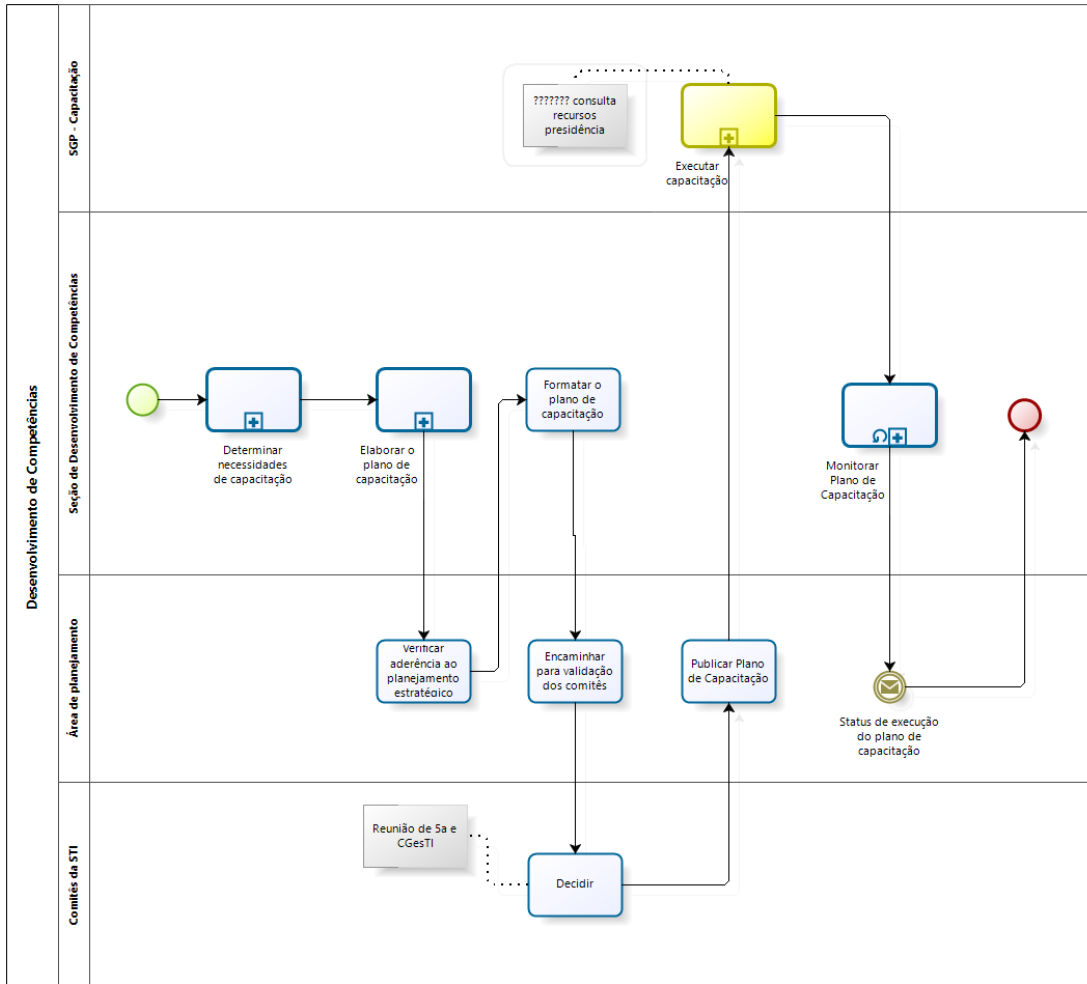 Desenvolvimento de Competências
SGP - Capacitação
??????? consulta
recursos
presidência
Executar
capacitação
Seção de Desenvolvimento de Competências
Determinar
necessidades
de capacitação
Elaborar o
plano de
capacitação
Formatar o
plano de
capacitação
Monitorar
Plano de
Capacitação
Área de planejamento
Verificar
aderência ao
planejamento
estratégico
Encaminhar
para validação
dos comitês
Publicar Plano
de Capacitação
Status de execução
do plano de
capacitação
Comitês da STI
Reunião de 5a e
CGesTI
Decidir